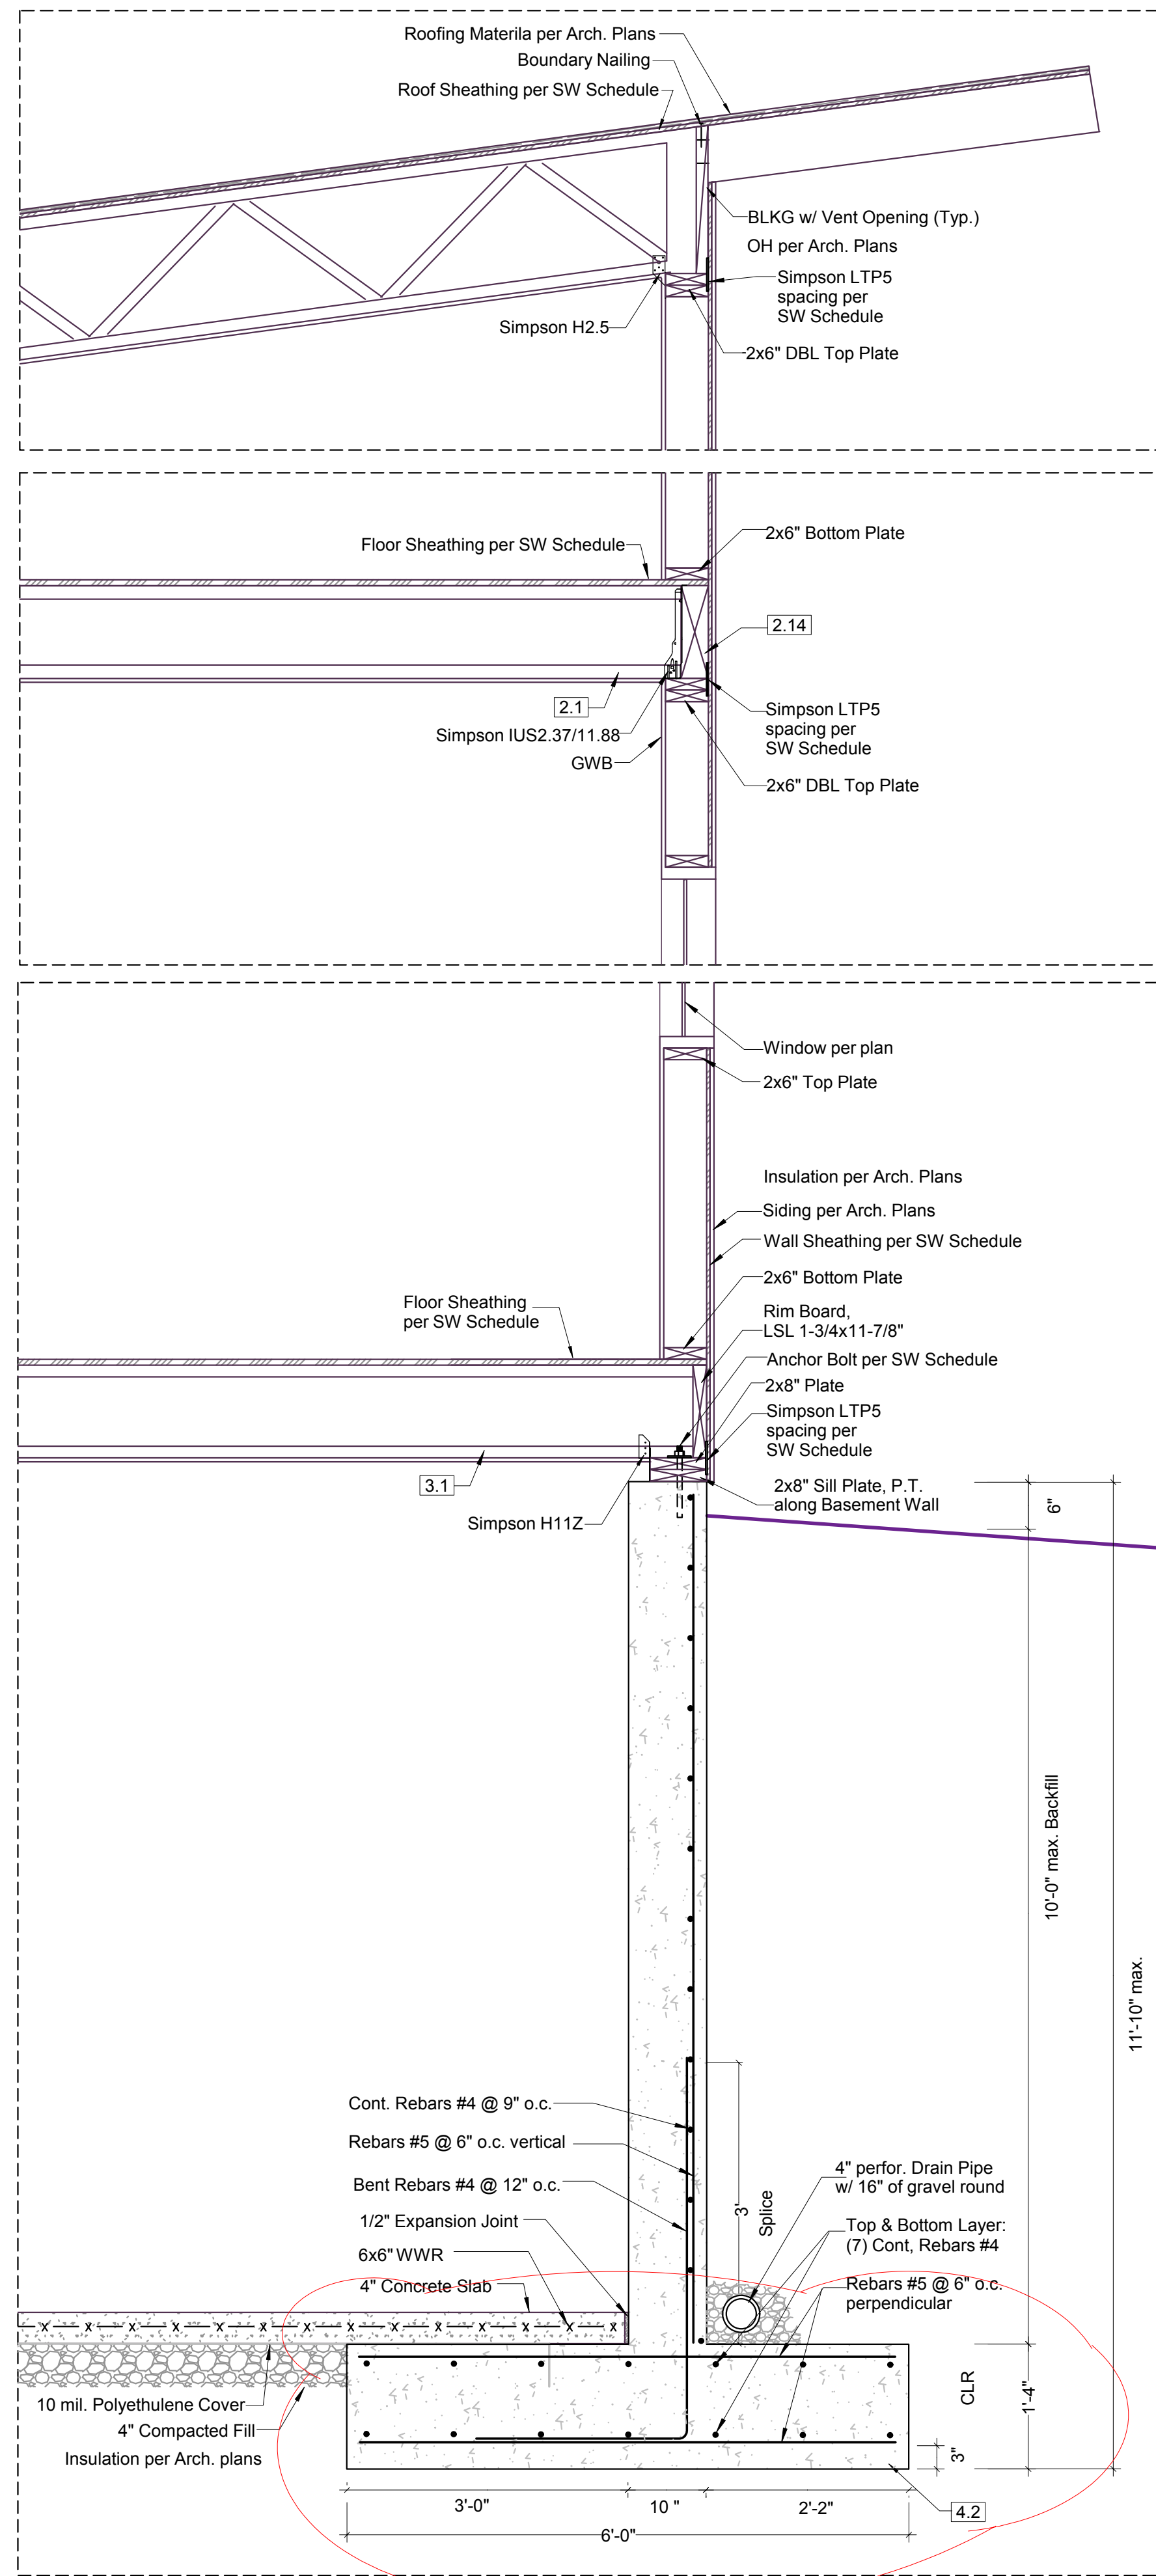 Roofing Materila per Arch. Plans
Boundary Nailing
Roof Sheathing per SW Schedule
BLKG w/ Vent Opening (Typ.)
OH per Arch. Plans
Simpson LTP5
spacing per
SW Schedule
Simpson H2.5
2x6" DBL Top Plate
2x6" Bottom Plate
Floor Sheathing per SW Schedule
2.14
2.1
Simpson LTP5
spacing per
SW Schedule
Simpson IUS2.37/11.88
GWB
2x6" DBL Top Plate
Window per plan
2x6" Top Plate
Insulation per Arch. Plans
Siding per Arch. Plans
Wall Sheathing per SW Schedule
2x6" Bottom Plate
Floor Sheathing
per SW Schedule
Rim Board,
LSL 1-3/4x11-7/8"
Anchor Bolt per SW Schedule
2x8" Plate
Simpson LTP5
spacing per
SW Schedule
3.1
2x8" Sill Plate, P.T.
along Basement Wall
6"
Simpson H11Z
10'-0" max. Backfill
11'-10" max.
Cont. Rebars #4 @ 9" o.c.
Rebars #5 @ 6" o.c. vertical
Bent Rebars #4 @ 12" o.c.
1/2" Expansion Joint
6x6" WWR
4" Concrete Slab
3'
Splice
4" perfor. Drain Pipe
w/ 16" of gravel round
Top & Bottom Layer:
(7) Cont, Rebars #4
Rebars #5 @ 6" o.c.
perpendicular
x x x x x x x x x x x x x x
10 mil. Polyethulene Cover
4" Compacted Fill
Insulation per Arch. plans
CLR
1'-4"
3"
3'-0"
10 "
2'-2"
4.2
6'-0"